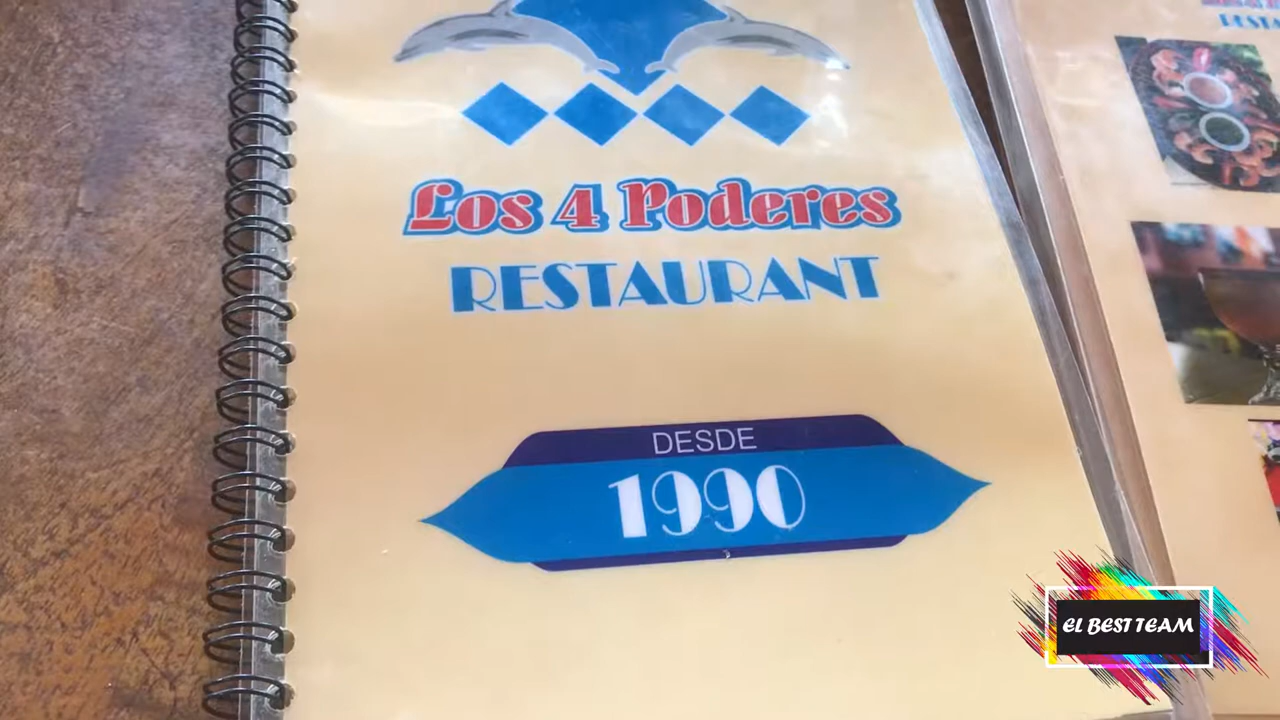 Los 4 Poderes
RESTAURANT
DESDE
1990
EL BEST TEAM